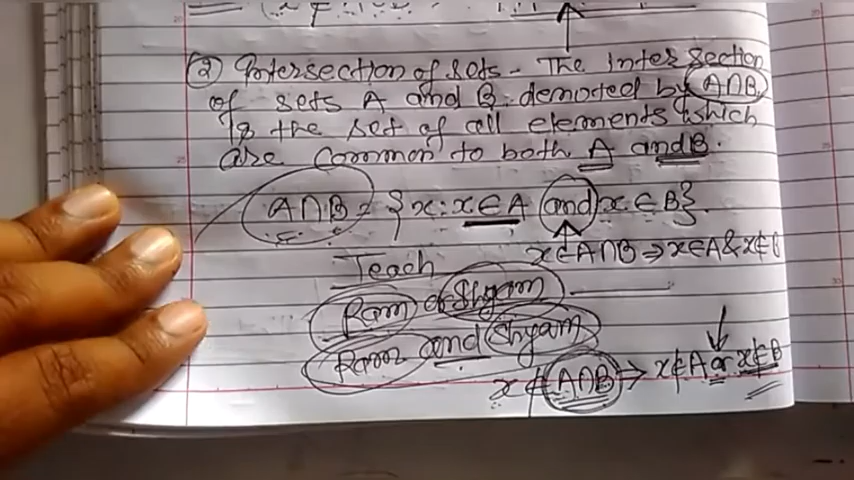 (2) Intersection of sets - The intersection
of sets A and B. denoted by A∩B,
is the set of all elements which
are common to both A and B.
A∩B = {x : x∈A and x∈B}.
x∈A∩B ⇒ x∈A & x∉B
Teach
Ram or Shyam
Ram and Shyam
x∉A∩B → x∉A or x∉B